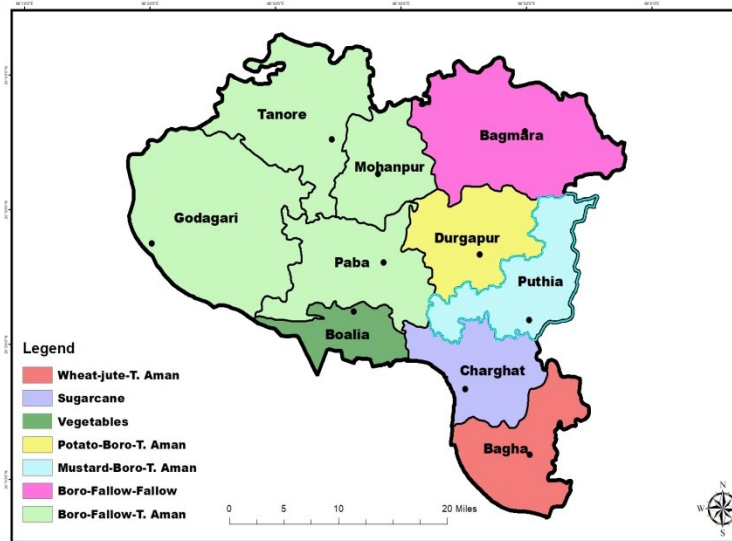 Tanore
Bagmara
Mohanpur
Godagari
Durgapur
Paba
Puthia
Boalia
Charghat
Bagha
Legend
Wheat-jute-T. Aman
Sugarcane
Vegetables
Potato-Boro-T. Aman
Mustard-Boro-T. Aman
Boro-Fallow-Fallow
Boro-Fallow-T. Aman
0 5 10 20 Miles
N
W E
S